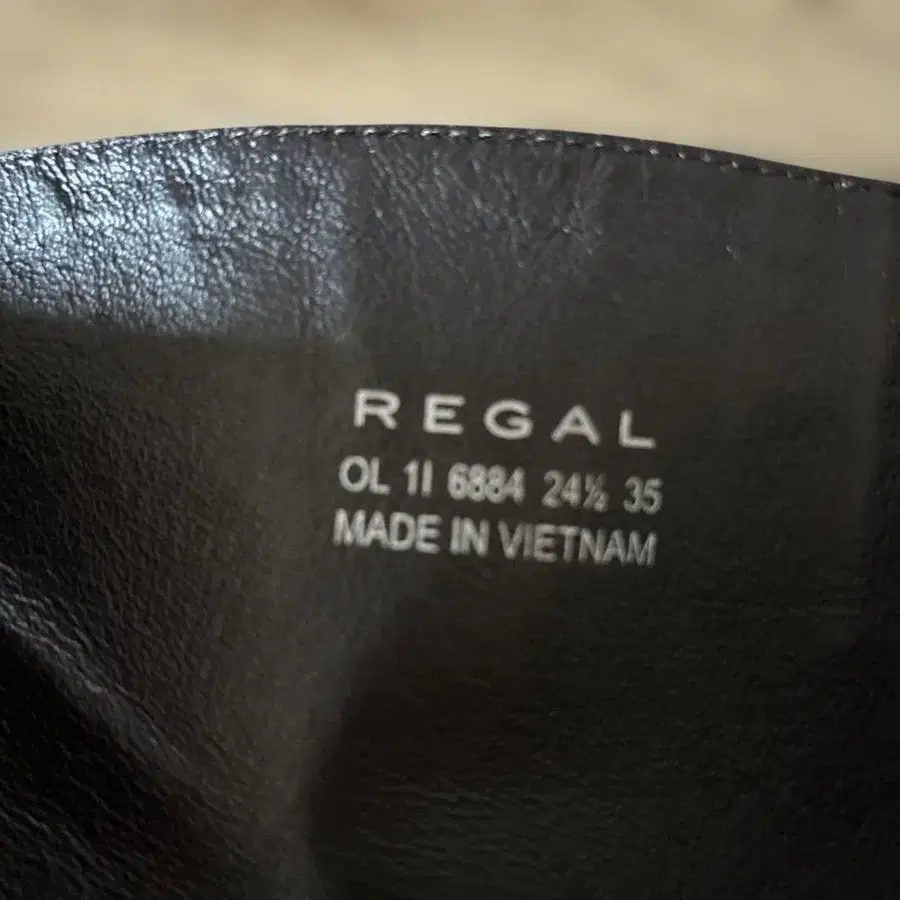 REGAL
OL 1I 6884 24½ 35
MADE IN VIETNAM